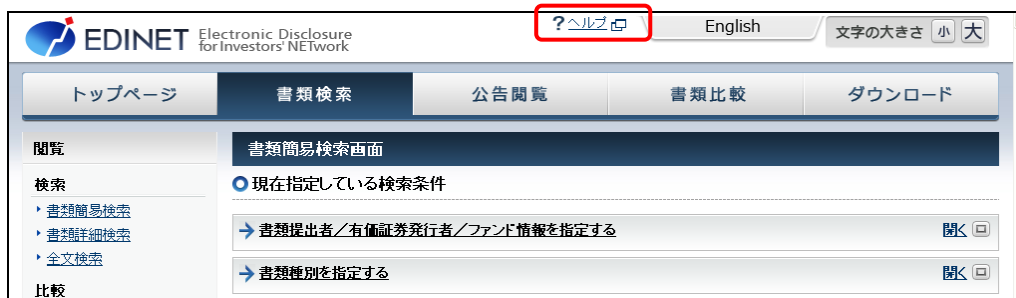 EDINET Electronic Disclosure for Investors' NETwork
?ヘルプ
English
文字の大きさ 小 大
トップページ 書類検索 公告閲覧 書類比較 ダウンロード
閲覧
検索
書類簡易検索
書類詳細検索
全文検索
比較
書類簡易検索画面
現在指定している検索条件
書類提出者/有価証券発行者/ファンド情報を指定する 開く
書類種別を指定する 開く